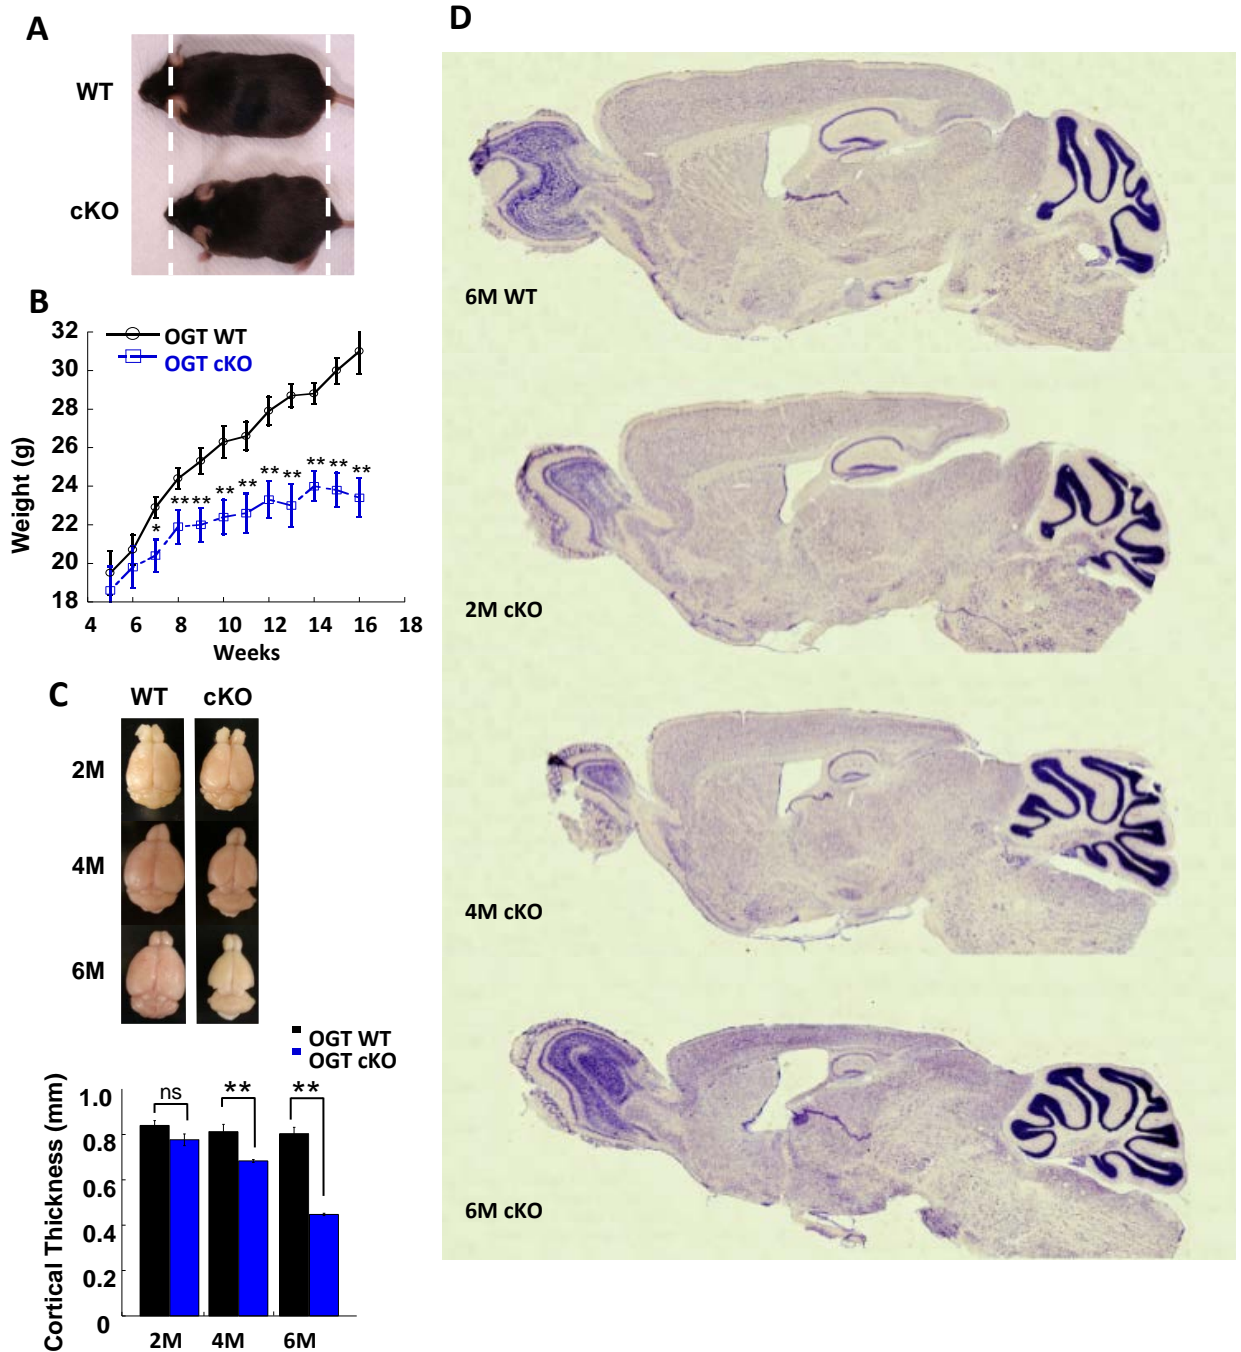 A
WT
cKO
B
32
30
28
26
24
22
20
18
Weight (g)
OGT WT
OGT cKO
*
**
**
**
**
**
**
**
**
**
4
6
8
10
12
14
16
18
Weeks
C
WT
cKO
2M
4M
6M
OGT WT
OGT cKO
Cortical Thickness (mm)
1.0
0.8
0.6
0.4
0.2
0
ns
**
**
2M
4M
6M
D
6M WT
2M cKO
4M cKO
6M cKO